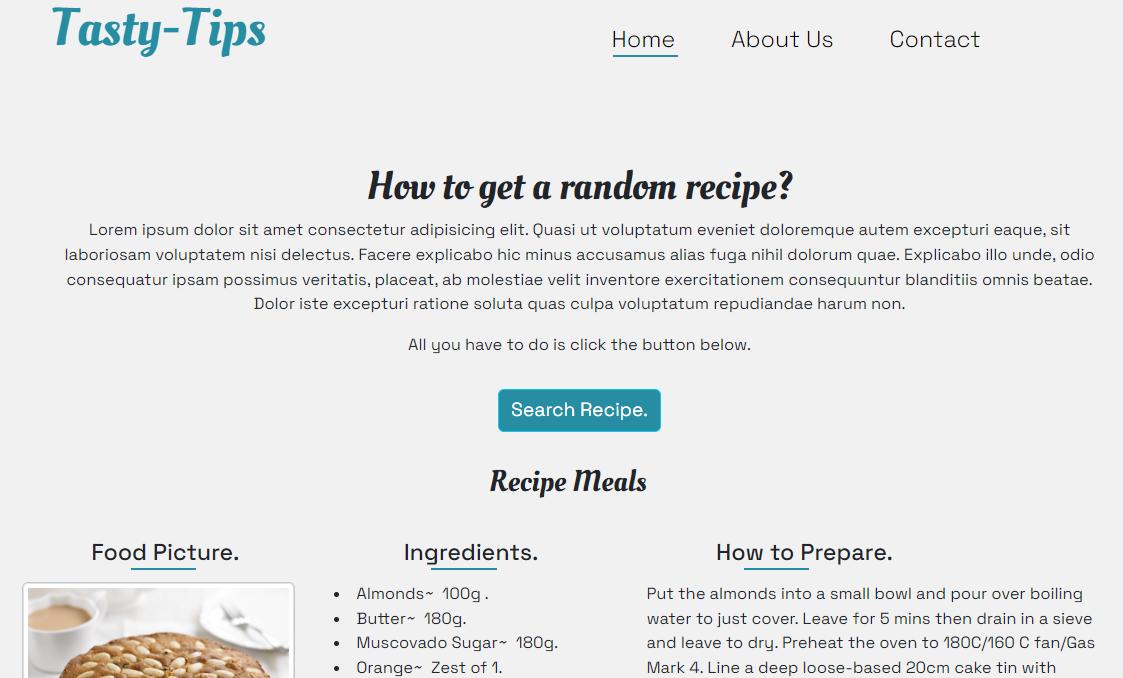 Tasty-Tips
Home About Us Contact
How to get a random recipe?
Lorem ipsum dolor sit amet consectetur adipisicing elit. Quasi ut voluptatum eveniet doloremque autem excepturi eaque, sit
laboriosam voluptatem nisi delectus. Facere explicabo hic minus accusamus alias fuga nihil dolorum quae. Explicabo illo unde, odio
consequatur ipsam possimus veritatis, placeat, ab molestiae velit inventore exercitationem consequuntur blanditiis omnis beatae.
Dolor iste excepturi ratione soluta quas culpa voluptatum repudiandae harum non.
All you have to do is click the button below.
Search Recipe.
Recipe Meals
Food Picture.
Ingredients.
Almonds~ 100g .
Butter~ 180g.
Muscovado Sugar~ 180g.
Orange~ Zest of 1.
How to Prepare.
Put the almonds into a small bowl and pour over boiling
water to just cover. Leave for 5 mins then drain in a sieve
and leave to dry. Preheat the oven to 180C/160 C fan/Gas
Mark 4. Line a deep loose-based 20cm cake tin with